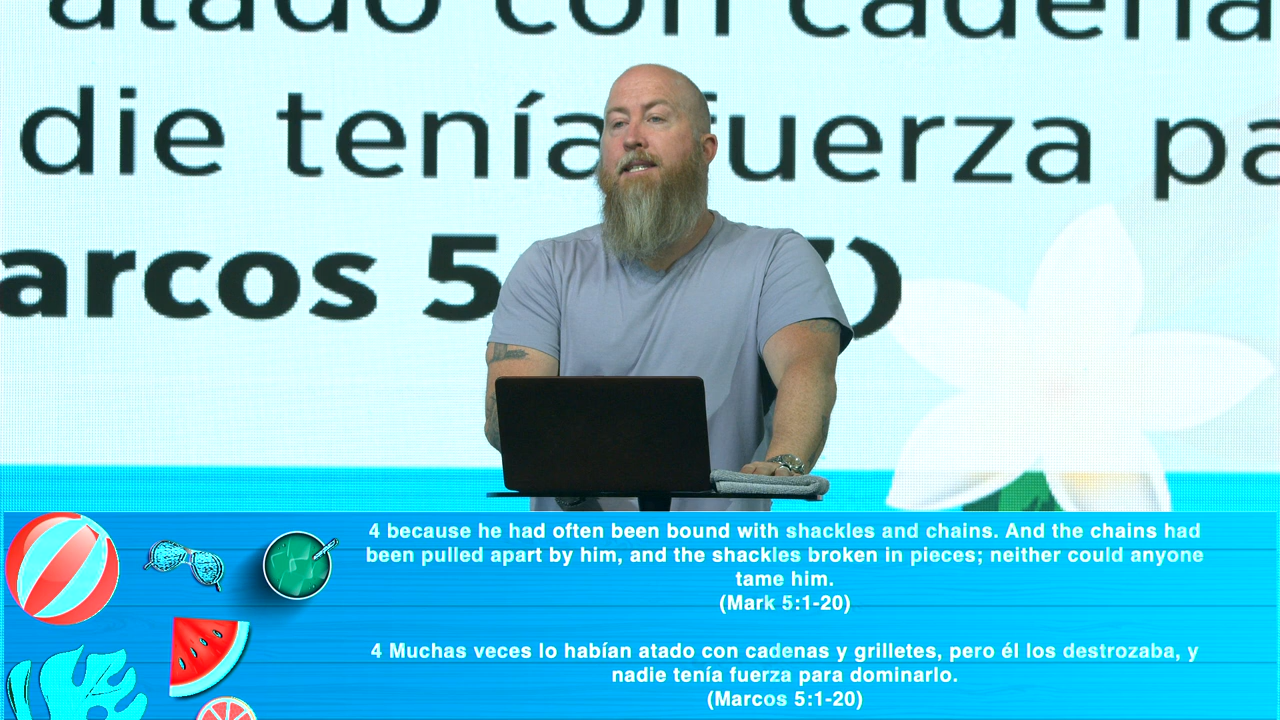 atado con cadena
die tenía fuerza pa
arcos 5 )
4 because he had often been bound with shackles and chains. And the chains had
been pulled apart by him, and the shackles broken in pieces; neither could anyone
tame him.
(Mark 5:1-20)
4 Muchas veces lo habían atado con cadenas y grilletes, pero él los destrozaba, y
nadie tenía fuerza para dominarlo.
(Marcos 5:1-20)